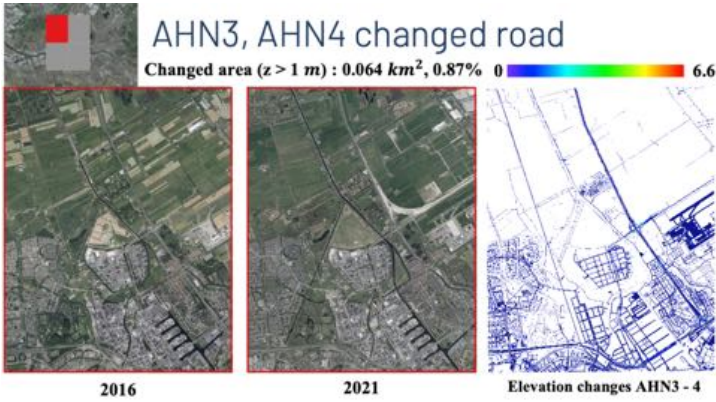 AHN3, AHN4 changed road
Changed area (z > 1 m) : 0.064 km², 0.87% 0 6.6
2016
2021
Elevation changes AHN3 - 4